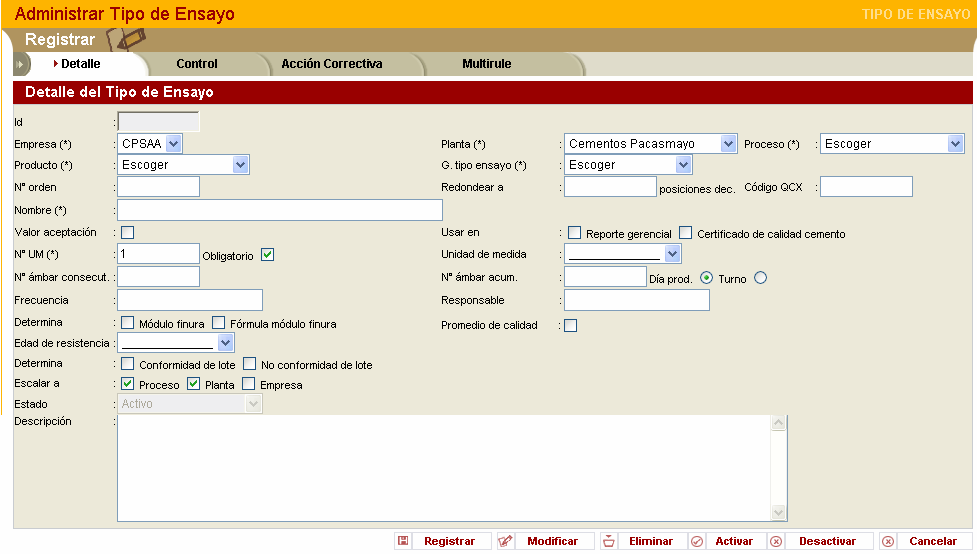 Administrar Tipo de Ensayo TIPO DE ENSAYO
Registrar
Detalle Control Acción Correctiva Multirule
Detalle del Tipo de Ensayo
Id :
Empresa (*) : CPSAA Planta (*) : Cementos Pacasmayo Proceso (*) : Escoger
Producto (*) : Escoger G. tipo ensayo (*) : Escoger
N° orden : Redondear a : posiciones dec. Código QCX :
Nombre (*) :
Valor aceptación : Usar en : Reporte gerencial Certificado de calidad cemento
N° UM (*) : 1 Obligatorio Unidad de medida :
N° ámbar consecut. : N° ámbar acum. : Día prod. Turno
Frecuencia : Responsable :
Determina : Módulo finura Fórmula módulo finura Promedio de calidad :
Edad de resistencia :
Determina : Conformidad de lote No conformidad de lote
Escalar a : Proceso Planta Empresa
Estado : Activo
Descripción :
Registrar Modificar Eliminar Activar Desactivar Cancelar